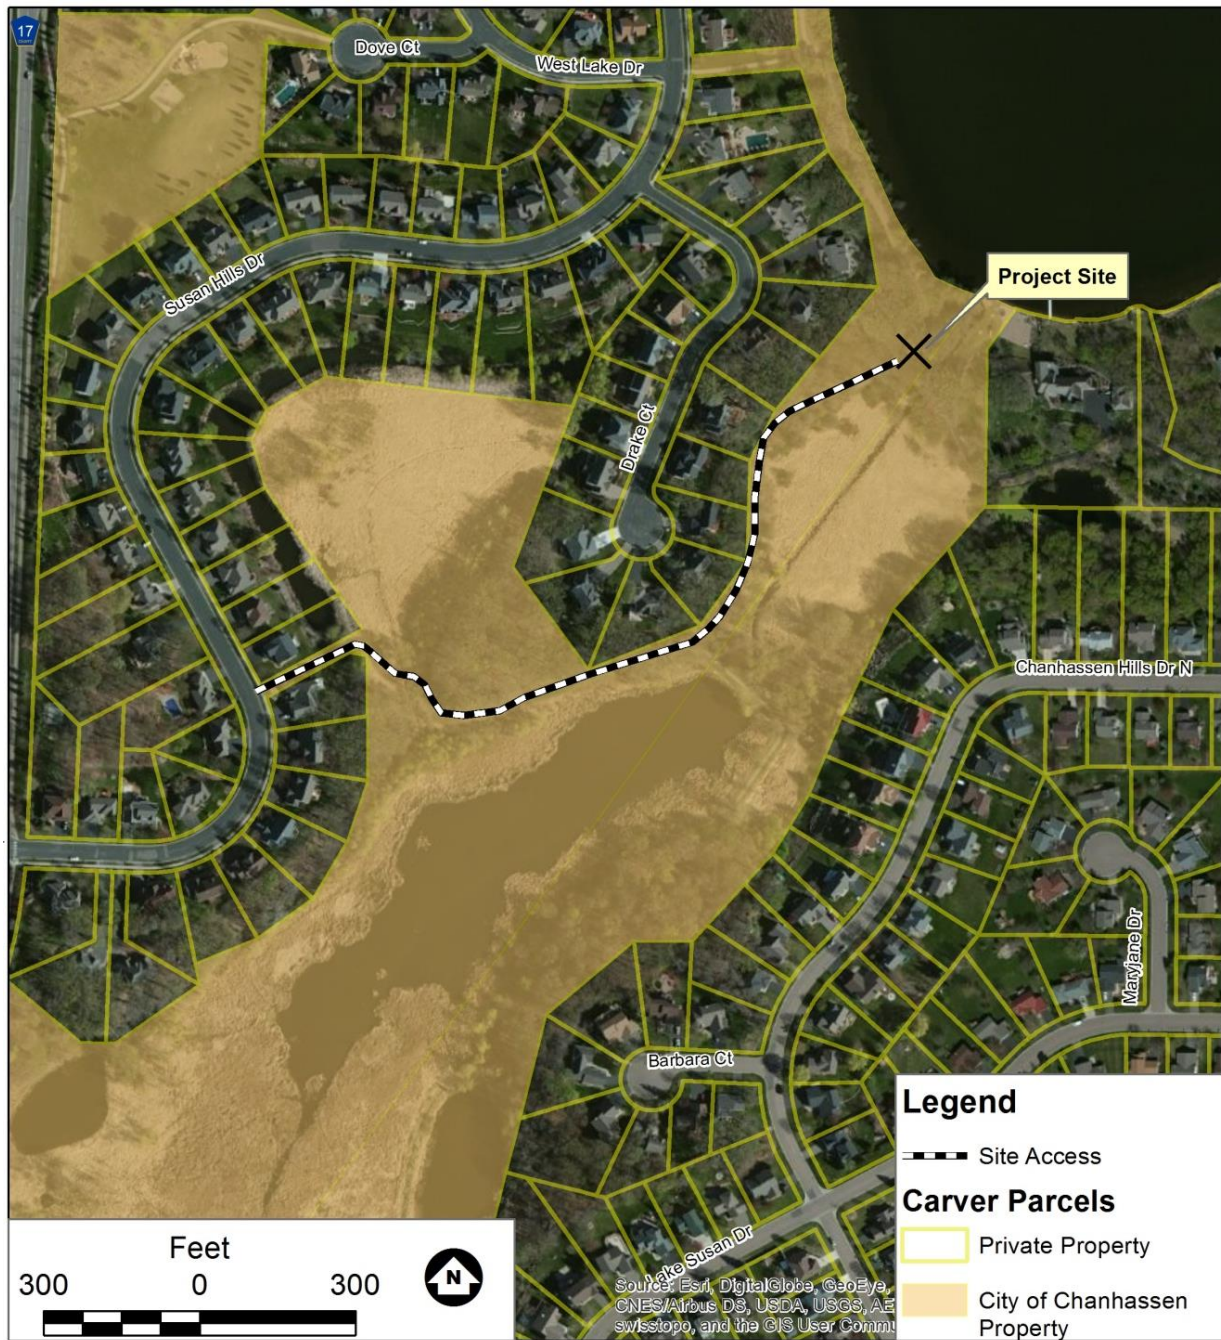 17
Dove Ct
West Lake Dr
Susan Hills Dr
Project Site
Drake Ct
Chanhassen Hills Dr N
Maryjane Dr
Barbara Ct
Lake Susan Dr
Legend
Site Access
Carver Parcels
Private Property
City of Chanhassen
Property
Feet
300 0 300
N
Source: Esri, DigitalGlobe, GeoEye,
CNES/Airbus DS, USDA, USGS, AE
swisstopo, and the GIS User Commu